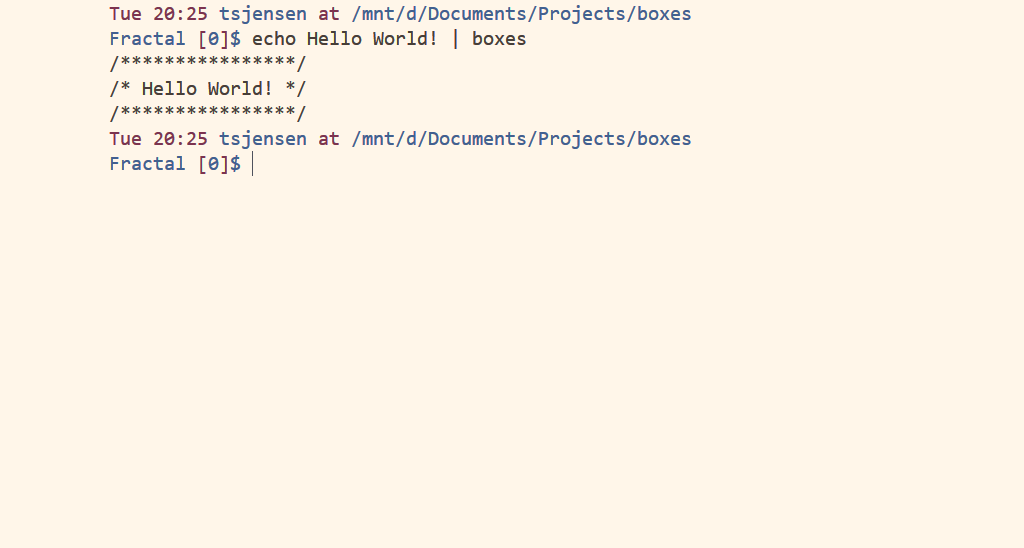 Tue 20:25 tsjensen at /mnt/d/Documents/Projects/boxes
Fractal [0]$ echo Hello World! | boxes
/****************/
/* Hello World! */
/****************/
Tue 20:25 tsjensen at /mnt/d/Documents/Projects/boxes
Fractal [0]$